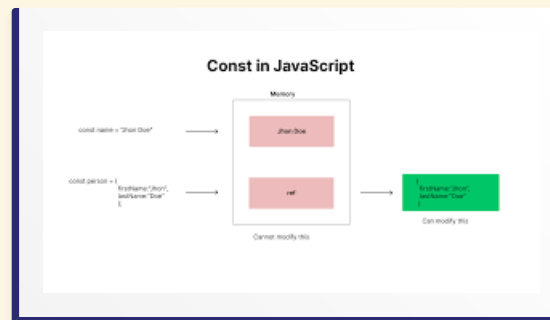 Const in JavaScript
Memory
const name = "Jhon Doe"
Jhon Doe
const person = {
firstName:"Jhon",
lastName:"Doe"
};
ref
{
firstName:"Jhon",
lastName:"Doe"
}
Cannot modify this
Can modify this